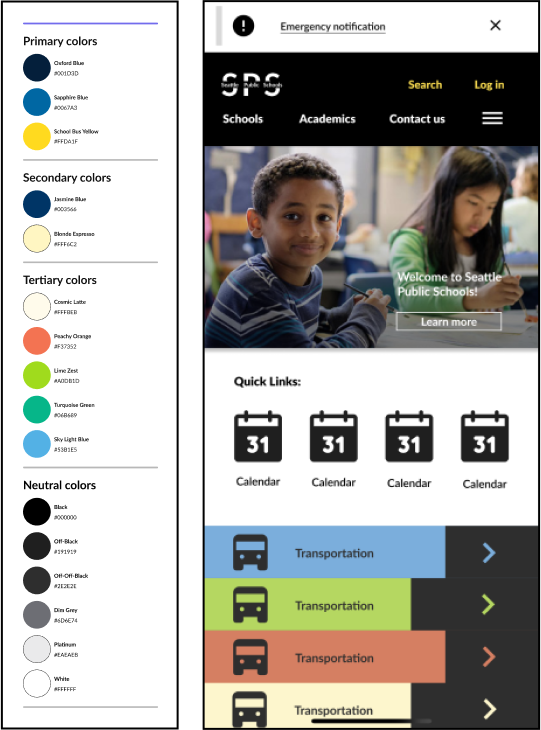 Primary colors
Oxford Blue
#001D3D
Sapphire Blue
#0067A3
School Bus Yellow
#FFDA1F
Secondary colors
Jasmine Blue
#003566
Blonde Espresso
#FFF6C2
Tertiary colors
Cosmic Latte
#FFFBEB
Peachy Orange
#F37352
Lime Zest
#A0DB1D
Turquoise Green
#06B689
Sky Light Blue
#53B1E5
Neutral colors
Black
#000000
Off-Black
#191919
Off-Off-Black
#2E2E2E
Dim Grey
#6D6E74
Platinum
#EAEAEB
White
#FFFFFF
Emergency notification
SPS
Seattle Public Schools
Search Log in
Schools Academics Contact us
Welcome to Seattle
Public Schools!
Learn more
Quick Links:
31 31 31 31
Calendar Calendar Calendar Calendar
Transportation
Transportation
Transportation
Transportation